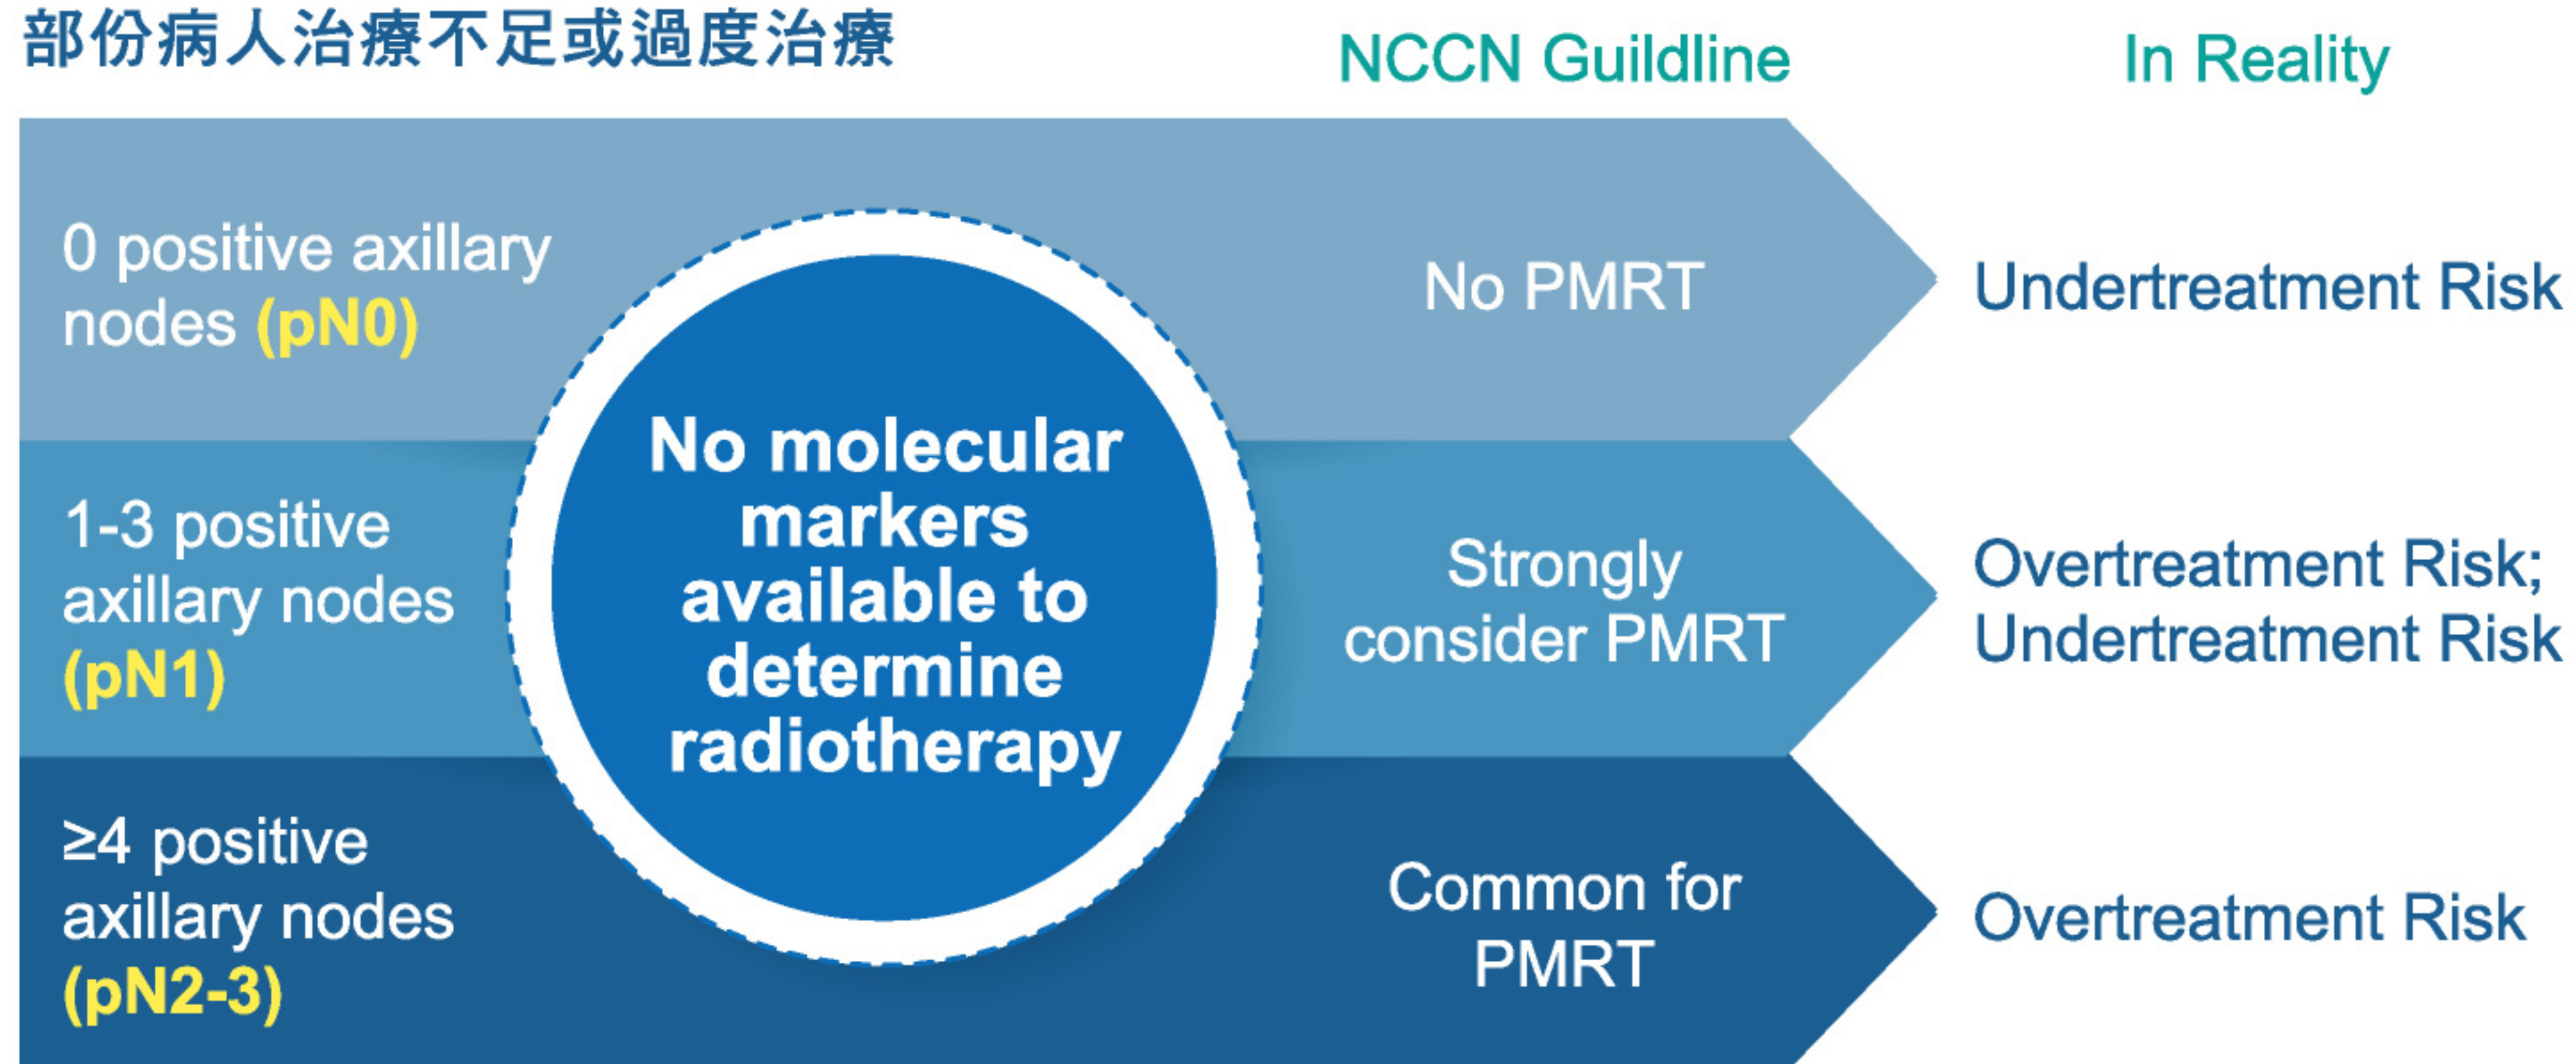 部份病人治療不足或過度治療
NCCN Guildline
In Reality
0 positive axillary
nodes (pN0)
No PMRT
Undertreatment Risk
No molecular
markers
available to
determine
radiotherapy
1-3 positive
axillary nodes
(pN1)
Strongly
consider PMRT
Overtreatment Risk;
Undertreatment Risk
≥4 positive
axillary nodes
(pN2-3)
Common for
PMRT
Overtreatment Risk